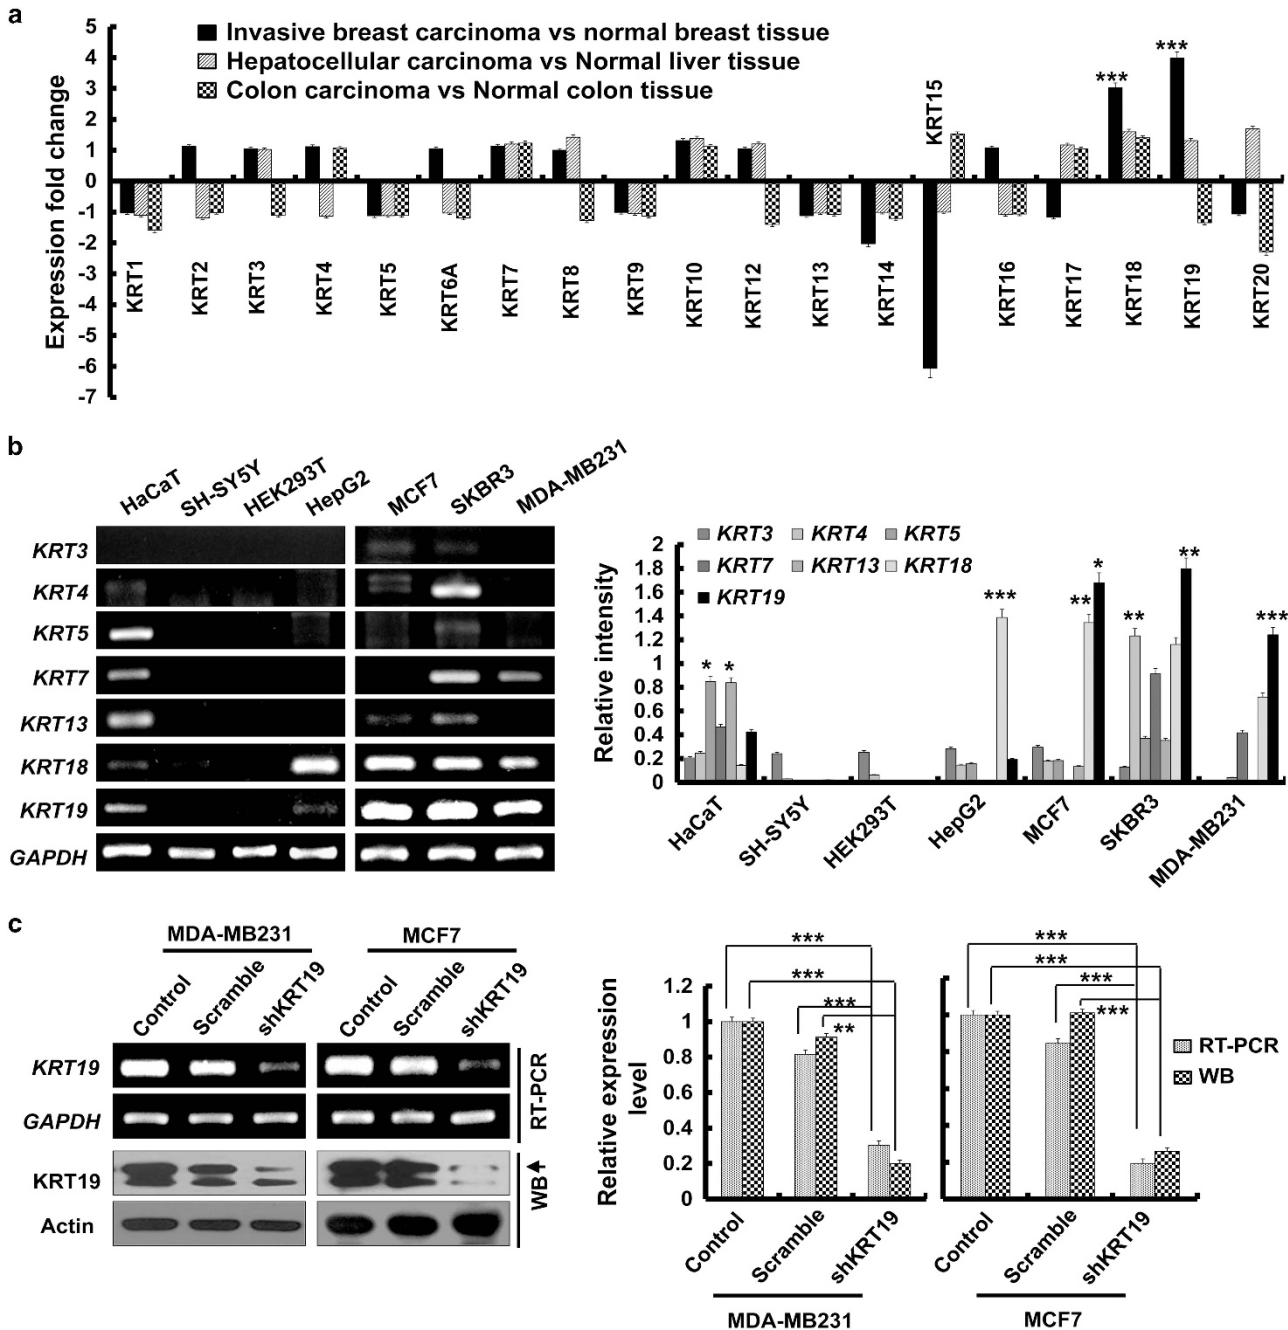 a
5
4
3
2
1
0
-1
-2
-3
-4
-5
-6
-7
Expression fold change
Invasive breast carcinoma vs normal breast tissue
Hepatocellular carcinoma vs Normal liver tissue
Colon carcinoma vs Normal colon tissue
*** ***
KRT1 KRT2 KRT3 KRT4 KRT5 KRT6A KRT7 KRT8 KRT9 KRT10 KRT12 KRT13 KRT14 KRT15 KRT16 KRT17 KRT18 KRT19 KRT20
b
HaCaT SH-SY5Y HEK293T HepG2 MCF7 SKBR3 MDA-MB231
KRT3
KRT4
KRT5
KRT7
KRT13
KRT18
KRT19
GAPDH
KRT3 KRT4 KRT5
KRT7 KRT13 KRT18
KRT19
Relative intensity
2
1.8
1.6
1.4
1.2
1
0.8
0.6
0.4
0.2
0
* * *** ** * ** ** ***
HaCaT SH-SY5Y HEK293T HepG2 MCF7 SKBR3 MDA-MB231
c
MDA-MB231 MCF7
Control Scramble shKRT19 Control Scramble shKRT19
KRT19
GAPDH
RT-PCR
KRT19
Actin
WB
Relative expression
level
1.2
1
0.8
0.6
0.4
0.2
0
*** ***
*** ***
*** ***
** ***
RT-PCR
WB
Control Scramble shKRT19 Control Scramble shKRT19
MDA-MB231 MCF7